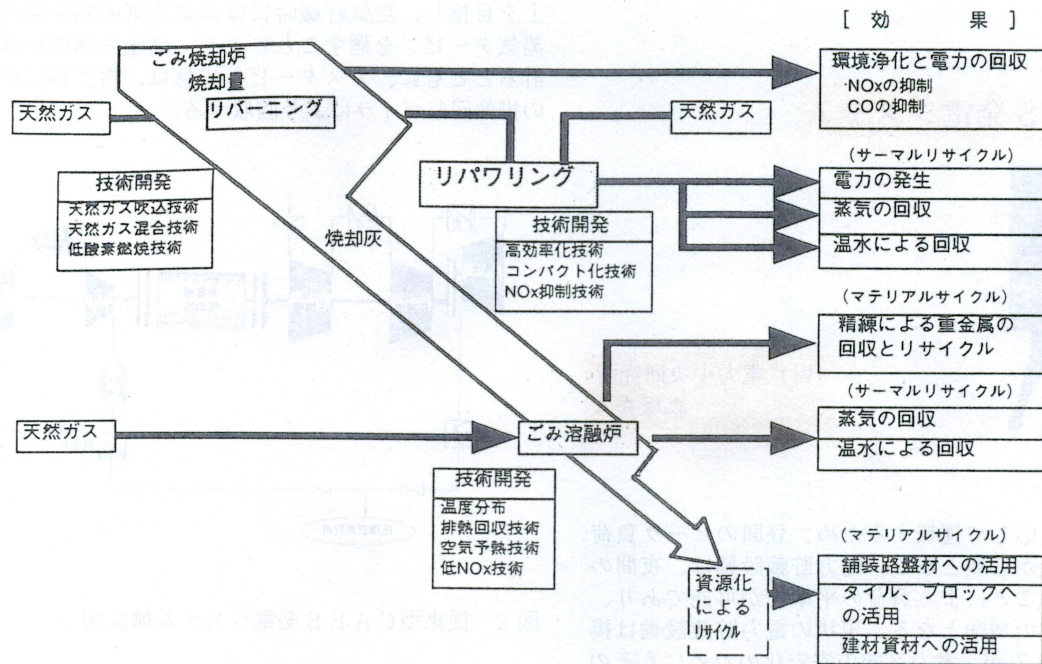 [ 効 果 ]
ごみ焼却炉
焼却量
リバーニング
天然ガス
環境浄化と電力の回収
·NOxの抑制
COの抑制
天然ガス
(サーマルリサイクル)
リパワリング
電力の発生
蒸気の回収
温水による回収
技術開発
天然ガス吹込技術
天然ガス混合技術
低酸素鑑焼技術
焼却灰
技術開発
高効率化技術
コンパクト化技術
NOx抑制技術
(マテリアルサイクル)
精練による重金属の
回収とリサイクル
(サーマルリサイクル)
天然ガス
ごみ溶融炉
蒸気の回収
温水による回収
技術開発
温度分布
排熱回収技術
空気予熱技術
低NOx技術
(マテリアルサイクル)
資源化
による
リサイクル
舗装路盤材への活用
タイル、ブロックへ
の活用
建材資材への活用